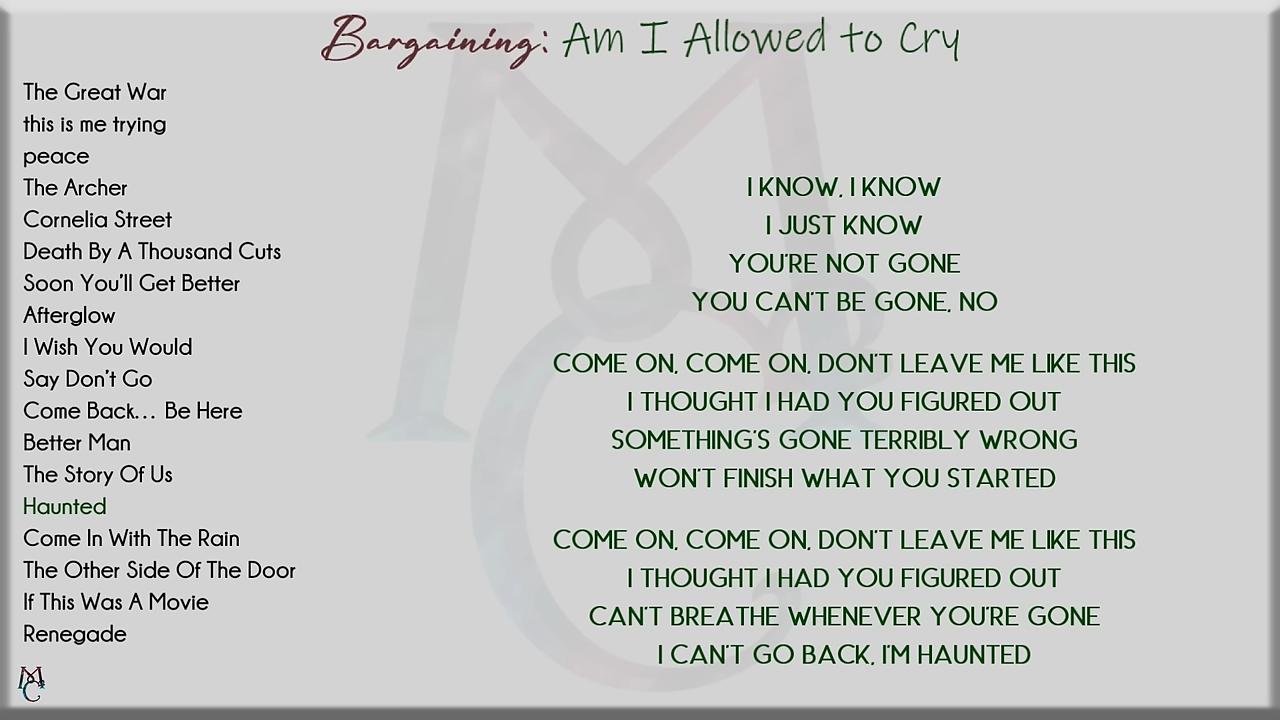 Bargaining: Am I Allowed to Cry
The Great War
this is me trying
peace
The Archer
Cornelia Street
Death By A Thousand Cuts
Soon You'll Get Better
Afterglow
I Wish You Would
Say Don't Go
Come Back... Be Here
Better Man
The Story Of Us
Haunted
Come In With The Rain
The Other Side Of The Door
If This Was A Movie
Renegade
I KNOW, I KNOW
I JUST KNOW
YOU'RE NOT GONE
YOU CAN'T BE GONE, NO
COME ON, COME ON, DON'T LEAVE ME LIKE THIS
I THOUGHT I HAD YOU FIGURED OUT
SOMETHING'S GONE TERRIBLY WRONG
WON'T FINISH WHAT YOU STARTED
COME ON, COME ON, DON'T LEAVE ME LIKE THIS
I THOUGHT I HAD YOU FIGURED OUT
CAN'T BREATHE WHENEVER YOU'RE GONE
I CAN'T GO BACK, I'M HAUNTED